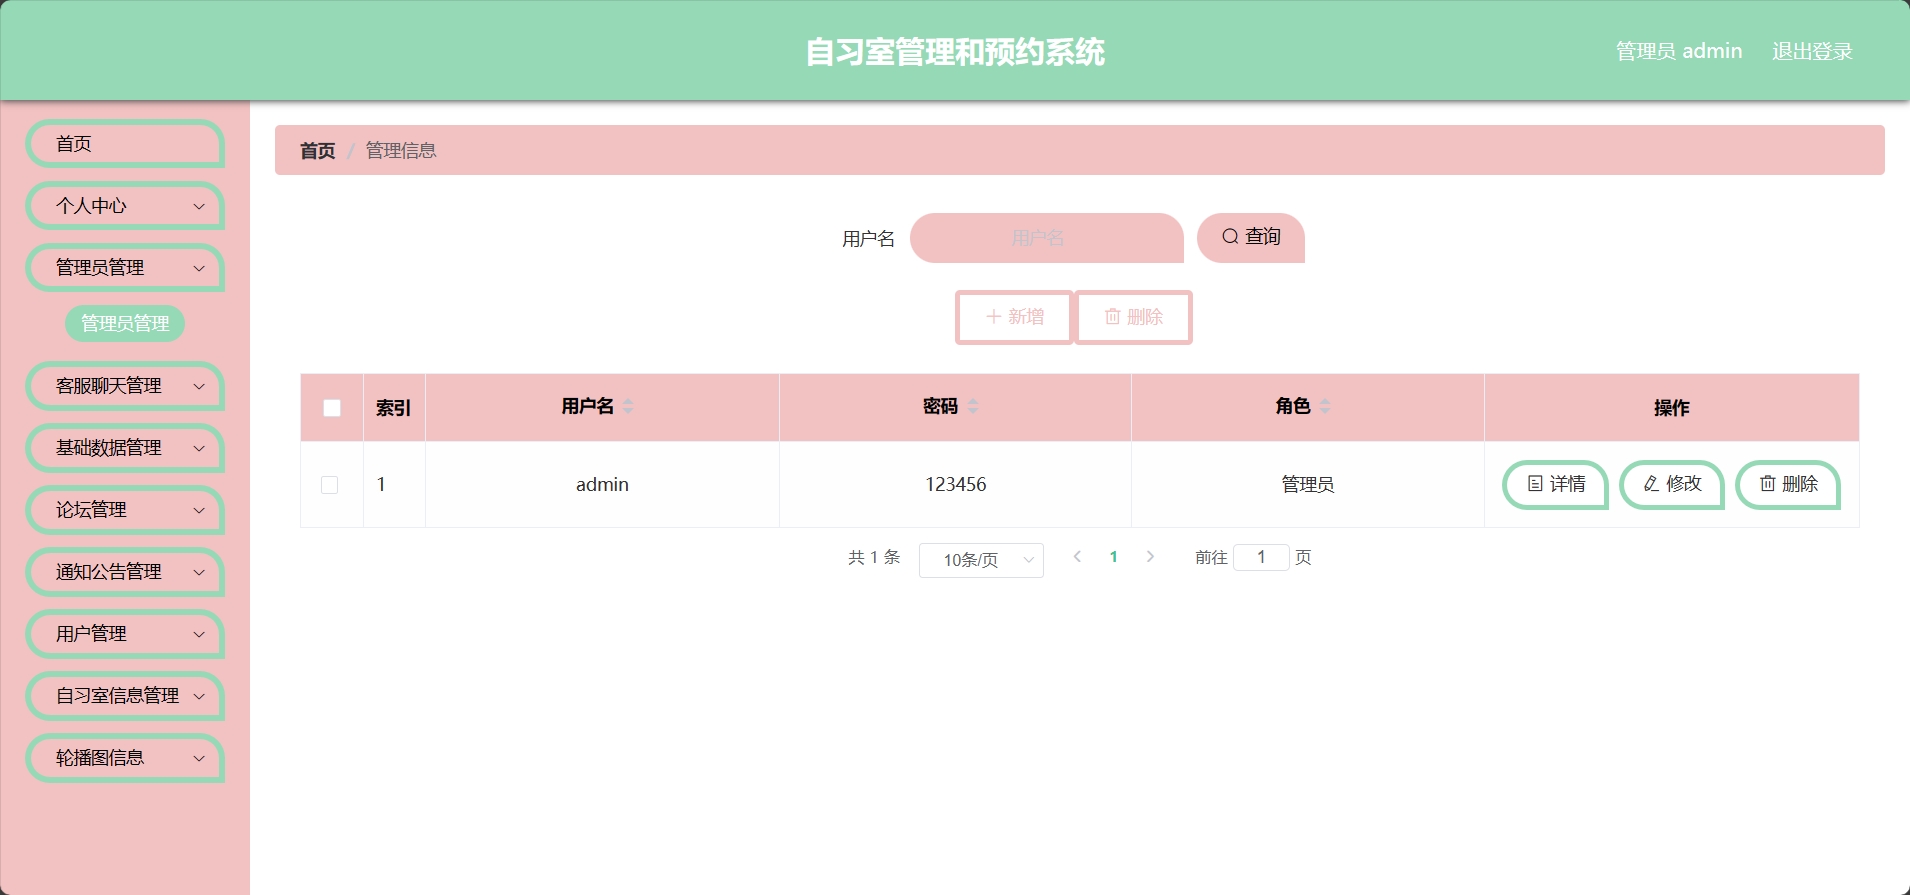 自习室管理和预约系统
管理员 admin 退出登录
首页
个人中心
管理员管理
管理员管理
客服聊天管理
基础数据管理
论坛管理
通知公告管理
用户管理
自习室信息管理
轮播图信息
首页 / 管理信息
用户名 用户名 查询
新增 删除
索引 用户名 密码 角色 操作
1 admin 123456 管理员 详情 修改 删除
共 1 条 10条/页 1 前往 1 页